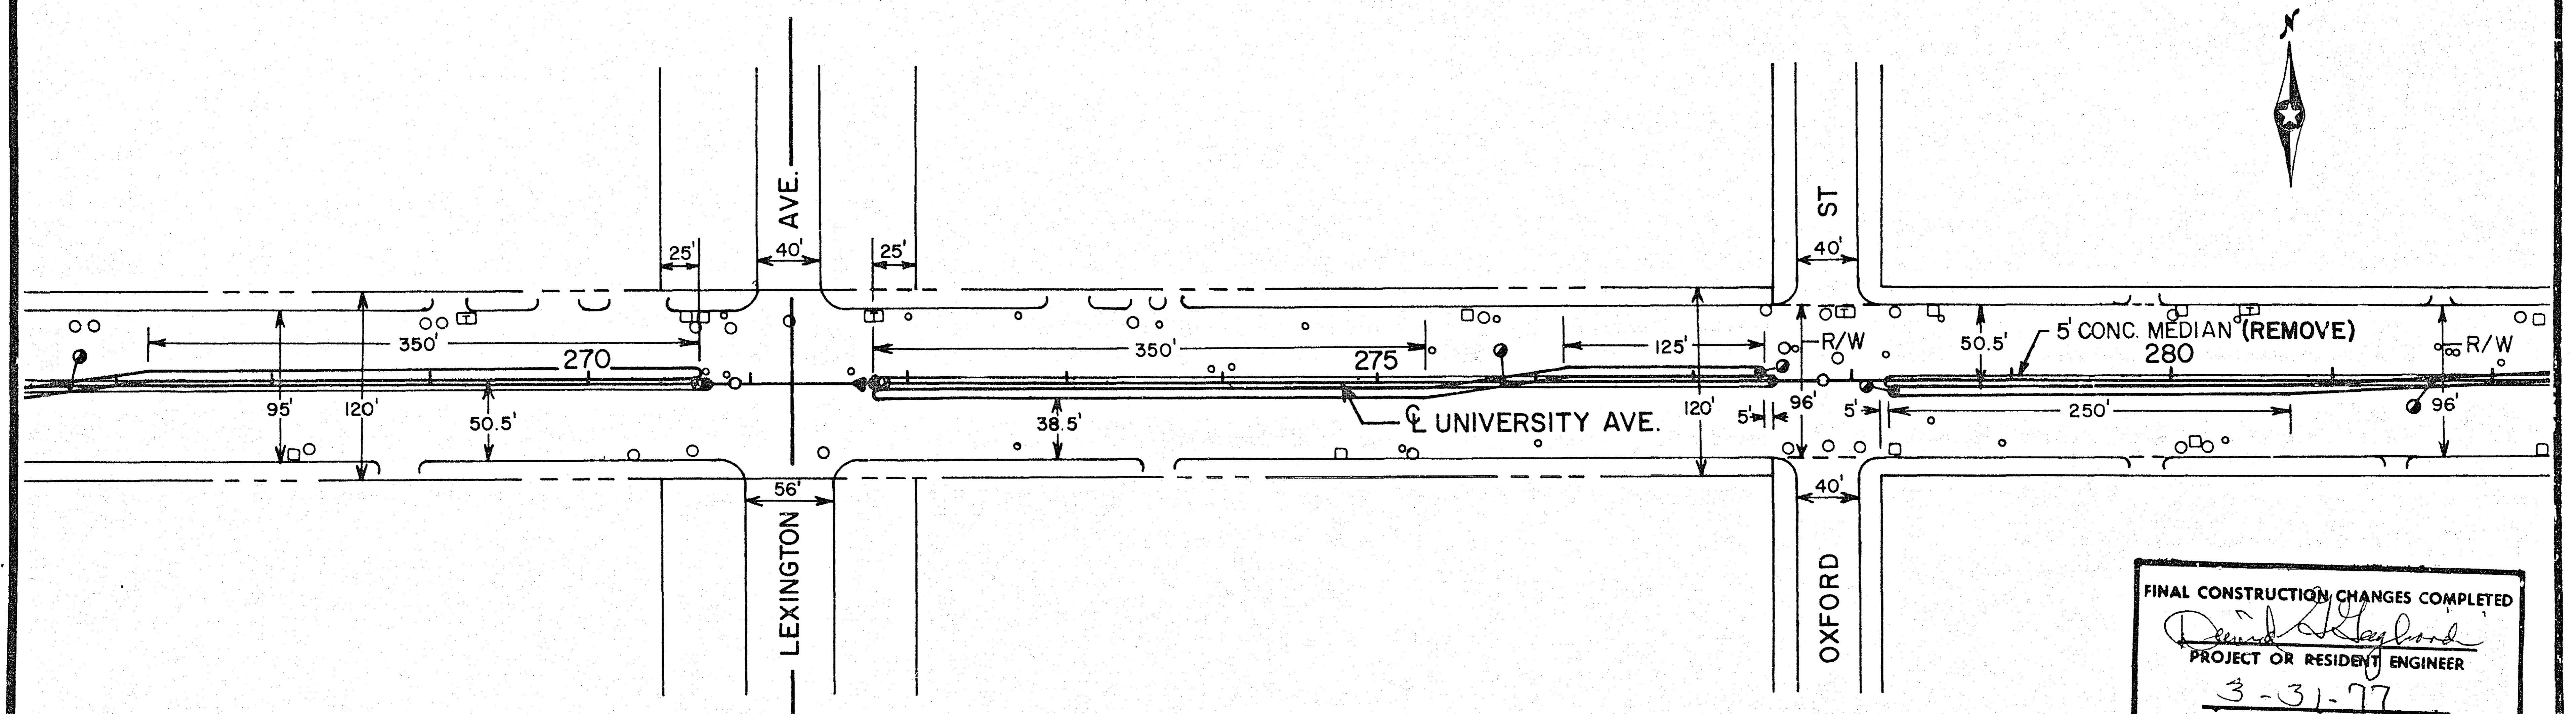 N
AVE.
ST
25'
40'
25'
40'
350'
270
350'
275
125'
R/W
50.5'
5' CONC. MEDIAN (REMOVE)
280
R/W
95'
120'
50.5'
38.5'
℄ UNIVERSITY AVE.
120'
5'
96'
5'
250'
96'
T
T
T
T
56'
40'
LEXINGTON
OXFORD
FINAL CONSTRUCTION CHANGES COMPLETED
PROJECT OR RESIDENT ENGINEER
3-31-77